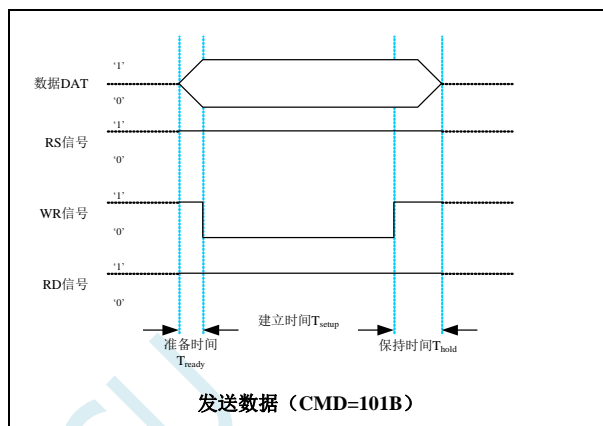 ‘1’
数据DAT
‘0’
‘1’
RS信号
‘0’
‘1’
WR信号
‘0’
‘1’
RD信号
‘0’
建立时间Tsetup
准备时间
Tready
保持时间Thold
发送数据（CMD=101B）